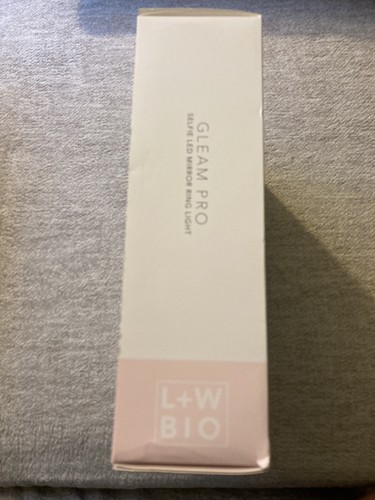 GLEAM PRO
SELFIE LED MIRROR RING LIGHT
L+W
BIO